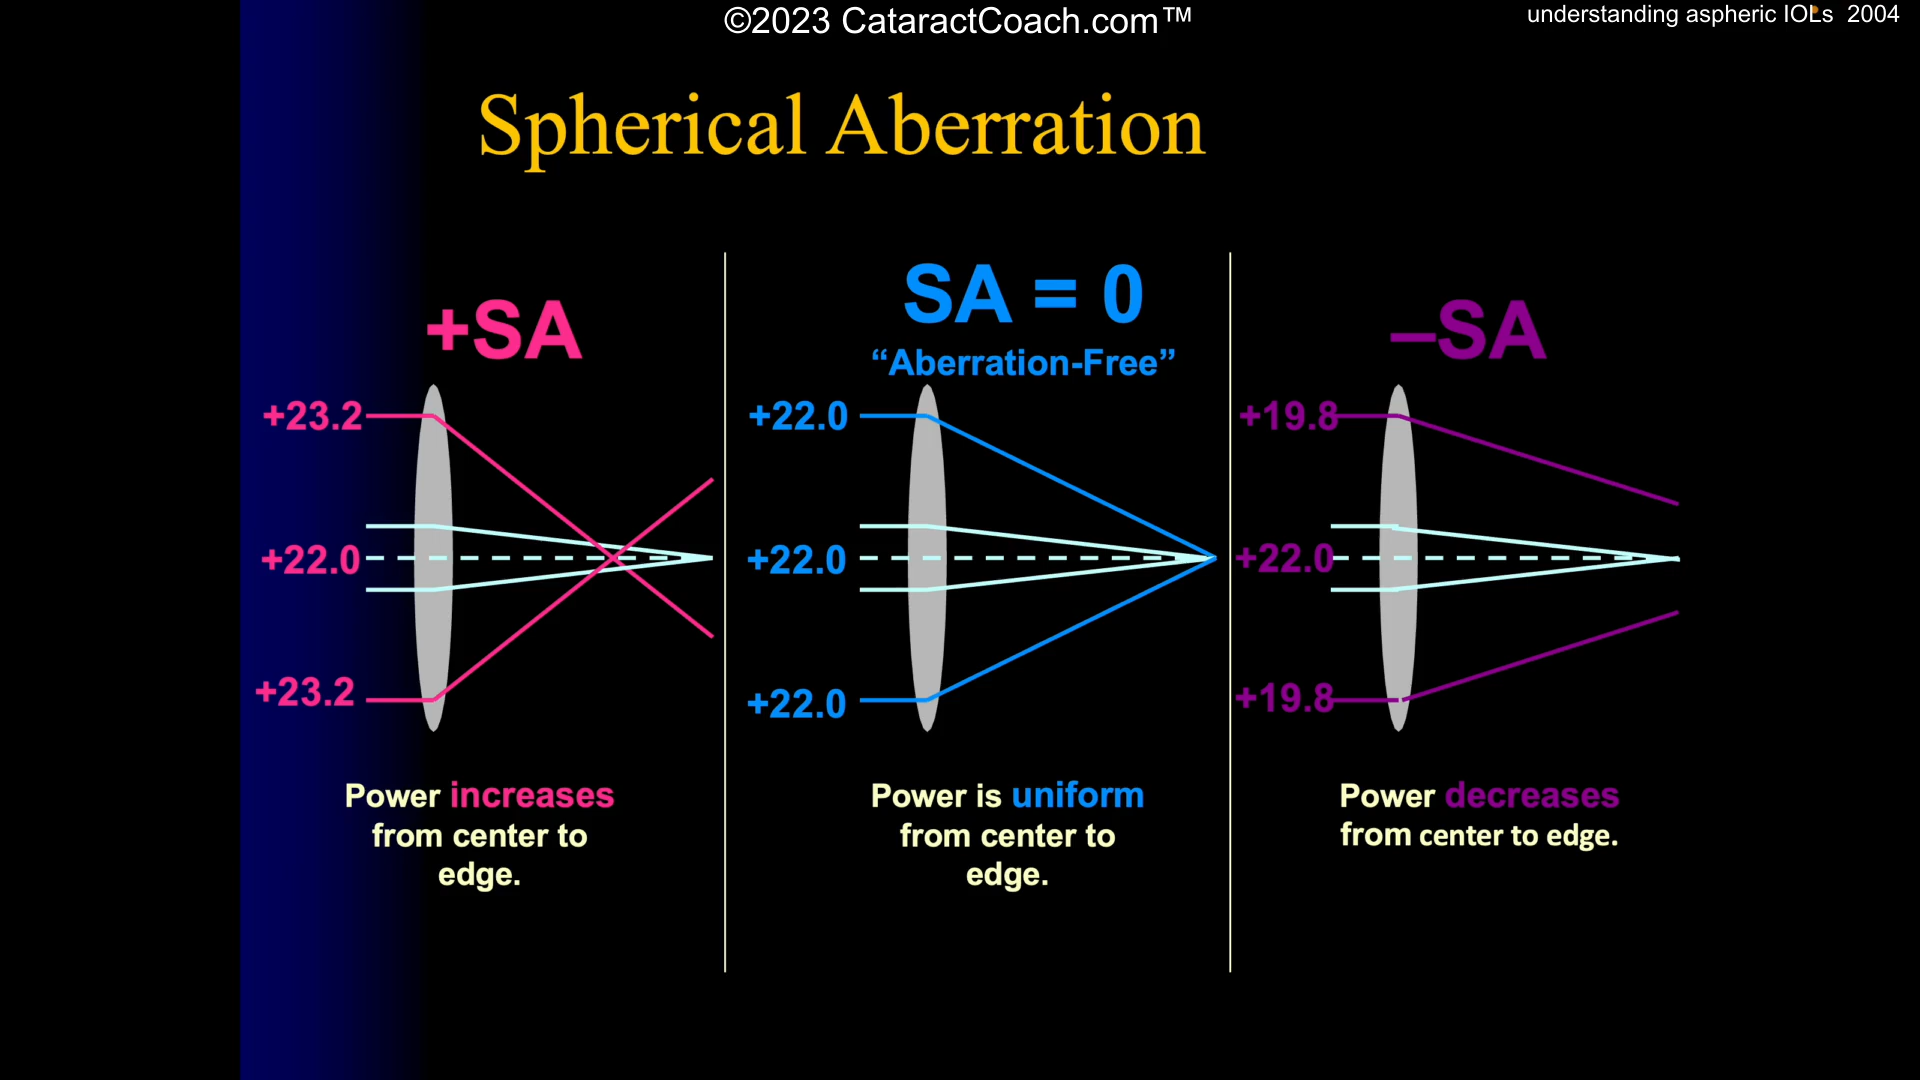 ©2023 CataractCoach.com™
understanding aspheric IOLs 2004
Spherical Aberration
+SA
+23.2
+22.0
+23.2
Power increases
from center to
edge.
SA = 0
“Aberration-Free”
+22.0
+22.0
+22.0
Power is uniform
from center to
edge.
–SA
+19.8
+22.0
+19.8
Power decreases
from center to edge.